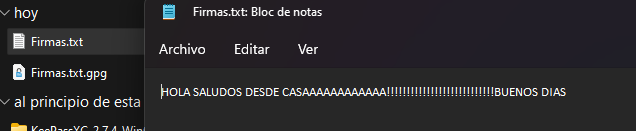 hoy
Firmas.txt
Firmas.txt.gpg
al principio de esta
Firmas.txt: Bloc de notas
Archivo Editar Ver
HOLA SALUDOS DESDE CASAAAAAAAAAAAA!!!!!!!!!!!!!!!!!!!!!!!!!!!BUENOS DIAS